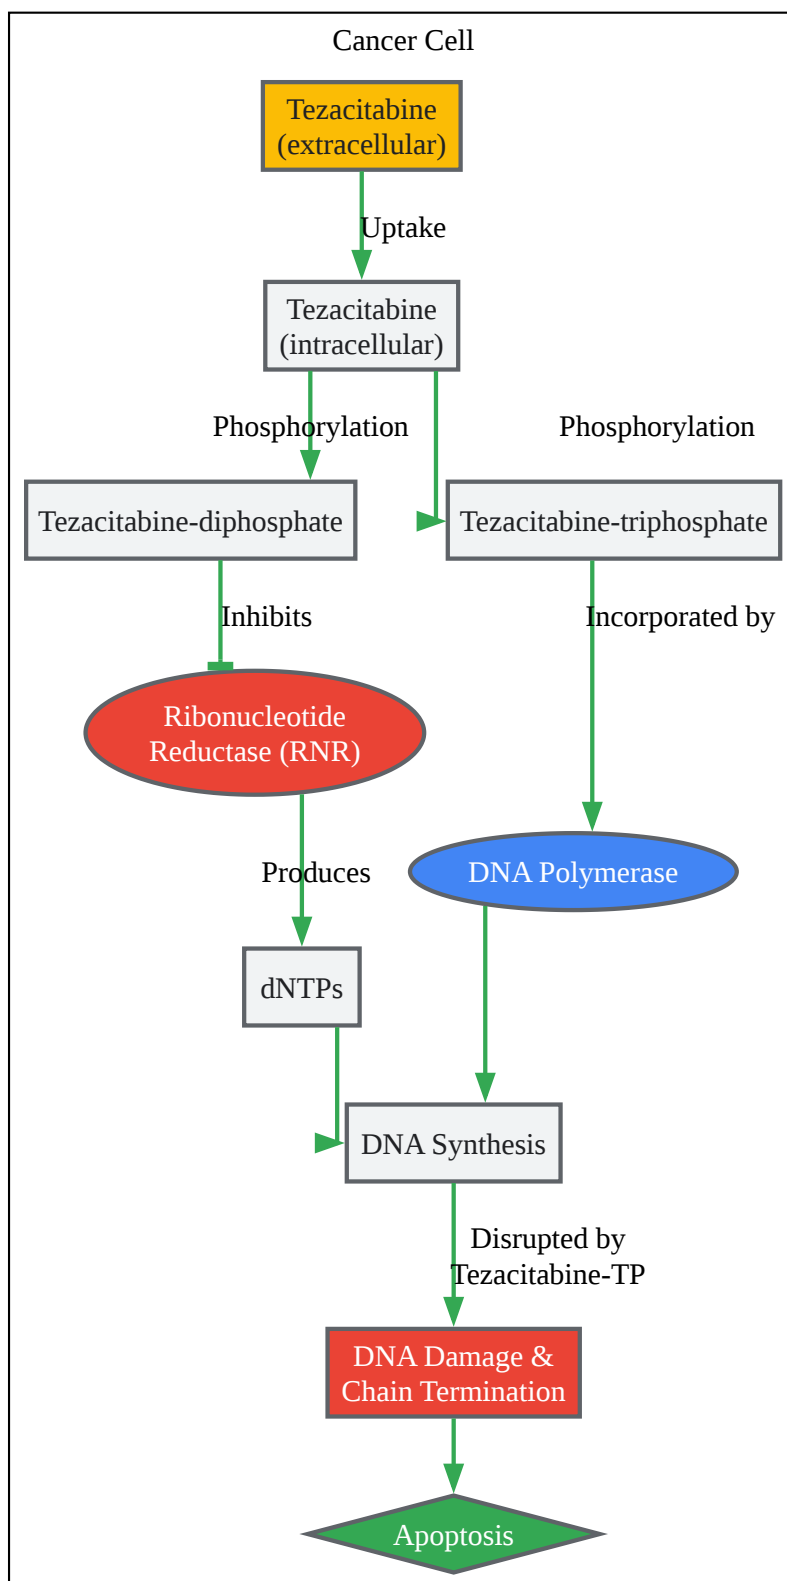 Cancer Cell
Tezacitabine
(extracellular)
Uptake
Tezacitabine
(intracellular)
Phosphorylation
Phosphorylation
Tezacitabine-diphosphate
Tezacitabine-triphosphate
Inhibits
Incorporated by
Ribonucleotide
Reductase (RNR)
Produces
DNA Polymerase
dNTPs
DNA Synthesis
Disrupted by
Tezacitabine-TP
DNA Damage &
Chain Termination
Apoptosis